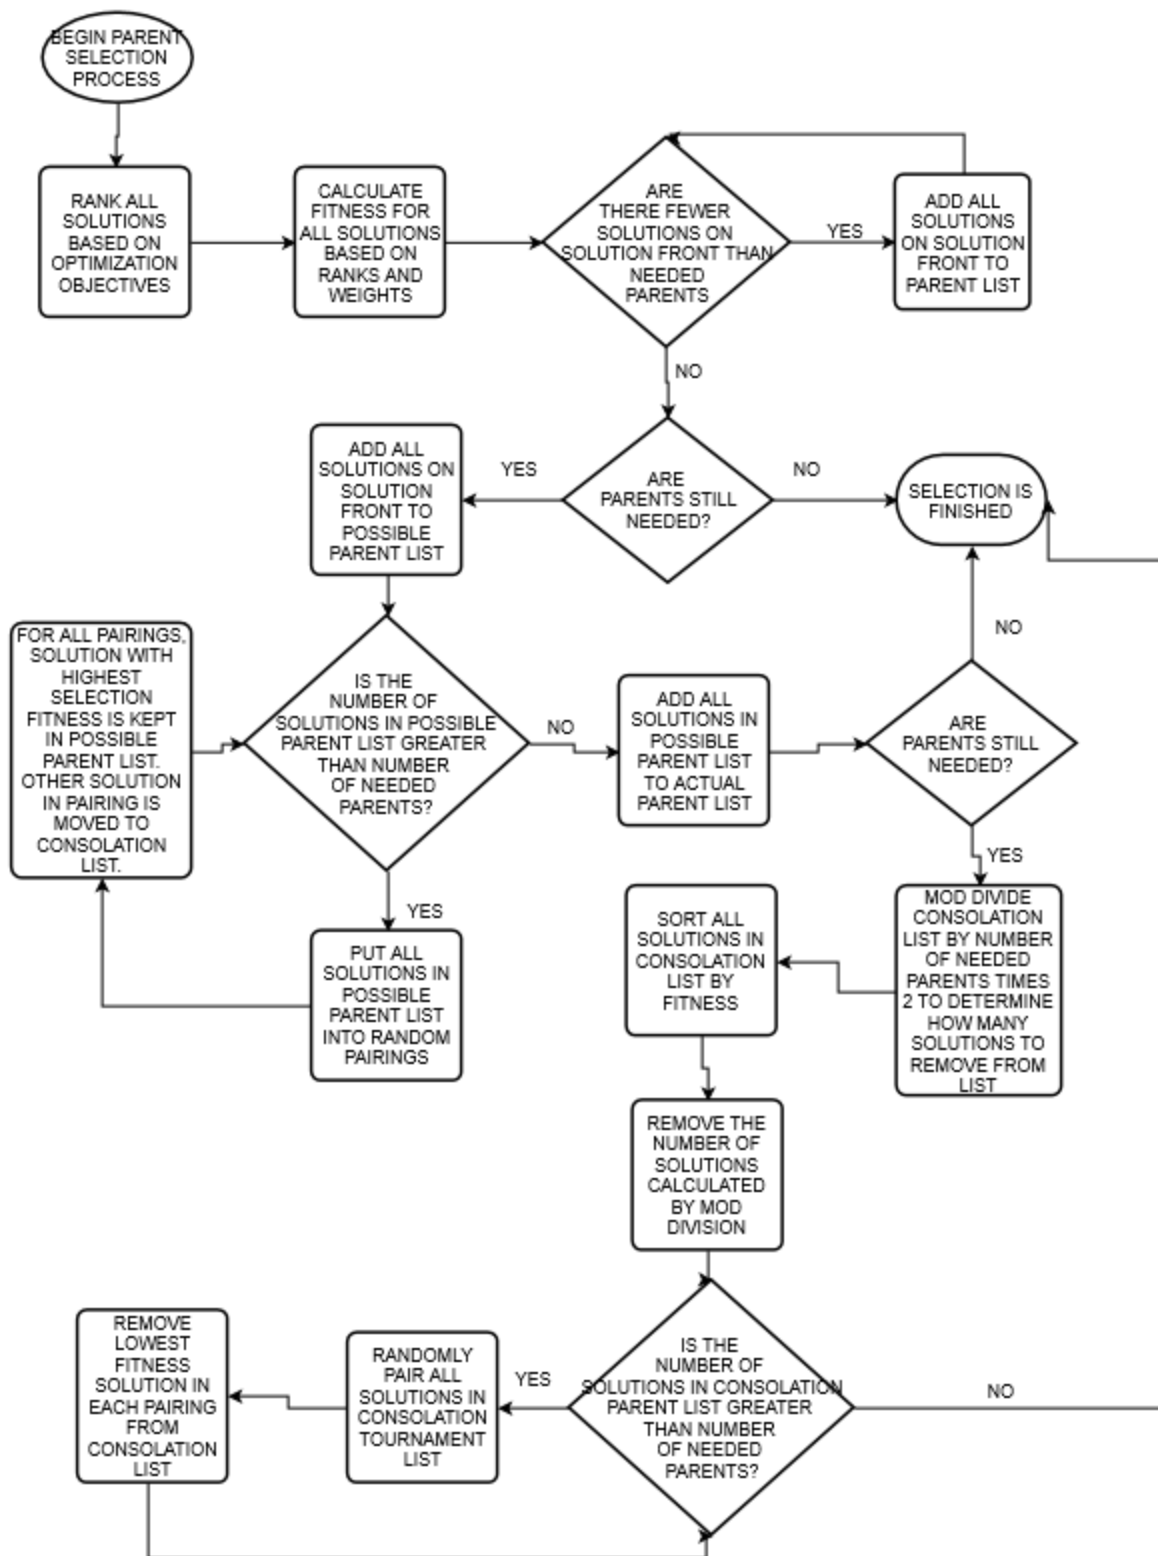 BEGIN PARENT
SELECTION
PROCESS
RANK ALL
SOLUTIONS
BASED ON
OPTIMIZATION
OBJECTIVES
CALCULATE
FITNESS FOR
ALL SOLUTIONS
BASED ON
RANKS AND
WEIGHTS
ARE
THERE FEWER
SOLUTIONS ON
SOLUTION FRONT THAN
NEEDED
PARENTS
YES
ADD ALL
SOLUTIONS
ON SOLUTION
FRONT TO
PARENT LIST
NO
ARE
PARENTS STILL
NEEDED?
YES
NO
ADD ALL
SOLUTIONS ON
SOLUTION
FRONT TO
POSSIBLE
PARENT LIST
SELECTION IS
FINISHED
FOR ALL PAIRINGS,
SOLUTION WITH
HIGHEST
SELECTION
FITNESS IS KEPT
IN POSSIBLE
PARENT LIST.
OTHER SOLUTION
IN PAIRING IS
MOVED TO
CONSOLATION
LIST.
IS THE
NUMBER OF
SOLUTIONS IN POSSIBLE
PARENT LIST GREATER
THAN NUMBER
OF NEEDED
PARENTS?
NO
ADD ALL
SOLUTIONS IN
POSSIBLE
PARENT LIST
TO ACTUAL
PARENT LIST
ARE
PARENTS STILL
NEEDED?
NO
YES
YES
PUT ALL
SOLUTIONS IN
POSSIBLE
PARENT LIST
INTO RANDOM
PAIRINGS
MOD DIVIDE
CONSOLATION
LIST BY NUMBER
OF NEEDED
PARENTS TIMES
2 TO DETERMINE
HOW MANY
SOLUTIONS TO
REMOVE FROM
LIST
SORT ALL
SOLUTIONS IN
CONSOLATION
LIST BY
FITNESS
REMOVE THE
NUMBER OF
SOLUTIONS
CALCULATED
BY MOD
DIVISION
IS THE
NUMBER OF
SOLUTIONS IN CONSOLATION
PARENT LIST GREATER
THAN NUMBER
OF NEEDED
PARENTS?
YES
NO
RANDOMLY
PAIR ALL
SOLUTIONS IN
CONSOLATION
TOURNAMENT
LIST
REMOVE
LOWEST
FITNESS
SOLUTION IN
EACH PAIRING
FROM
CONSOLATION
LIST